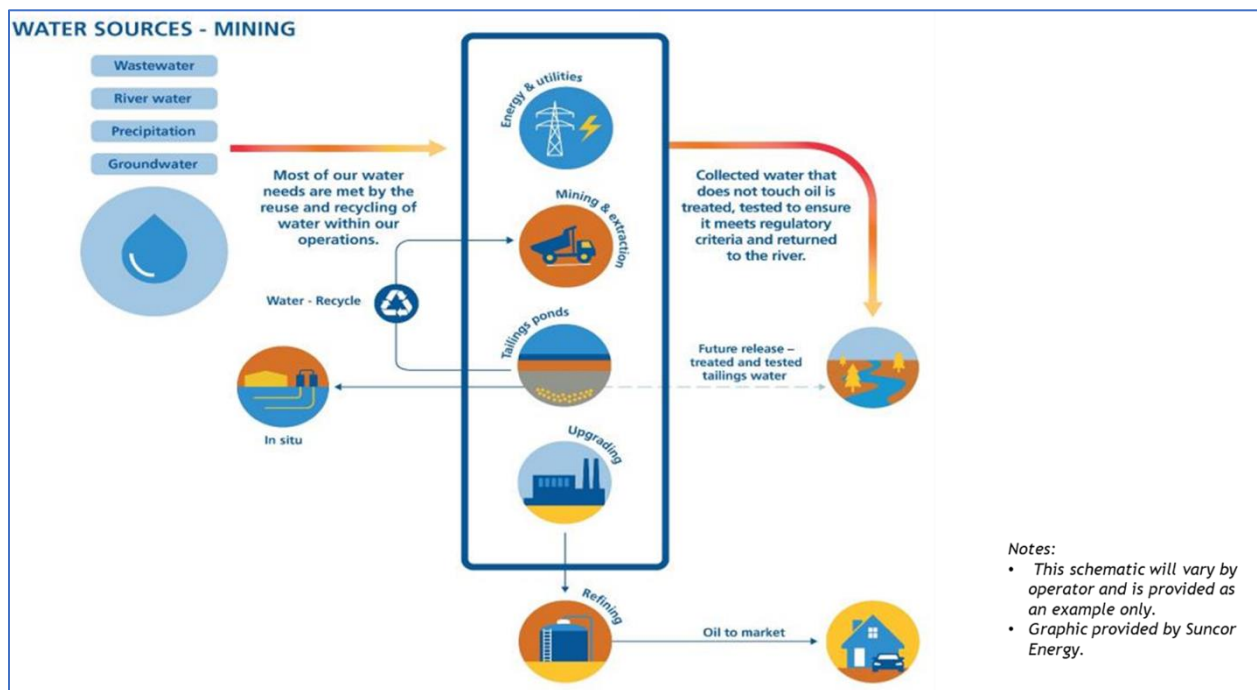 WATER SOURCES - MINING
Wastewater
River water
Precipitation
Groundwater
Most of our water
needs are met by the
reuse and recycling of
water within our
operations.
Water - Recycle
In situ
Energy & utilities
Mining & extraction
Tailings ponds
Upgrading
Refining
Collected water that
does not touch oil is
treated, tested to ensure
it meets regulatory
criteria and returned
to the river.
Future release –
treated and tested
tailings water
Oil to market
Notes:
• This schematic will vary by
operator and is provided as
an example only.
• Graphic provided by Suncor
Energy.